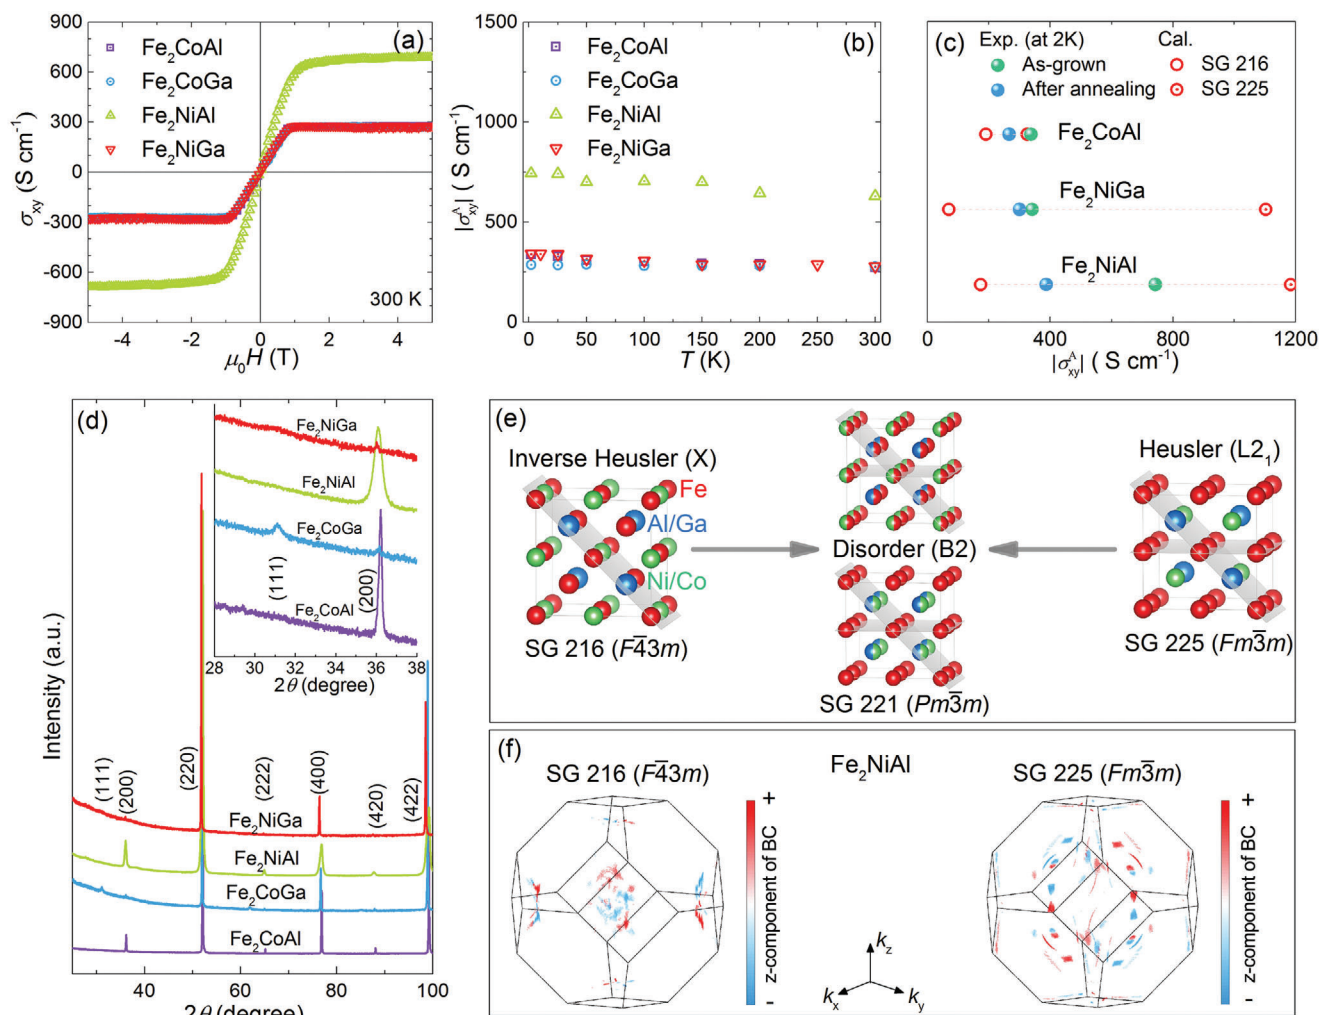 (a)
Fe₂CoAl
Fe₂CoGa
Fe₂NiAl
Fe₂NiGa
300 K
900
600
300
0
-300
-600
-900
σxy (S cm⁻¹)
-4 -2 0 2 4
μ₀H (T)
(b)
Fe₂CoAl
Fe₂CoGa
Fe₂NiAl
Fe₂NiGa
1500
1000
500
0
|σᴬxy| ( S cm⁻¹)
0 50 100 150 200 250 300
T (K)
(c) Exp. (at 2K) Cal.
As-grown SG 216
After annealing SG 225
Fe₂CoAl
Fe₂NiGa
Fe₂NiAl
0 400 800 1200
|σᴬxy| ( S cm⁻¹)
(d)
Fe₂NiGa
Fe₂NiAl
Fe₂CoGa
(111)
(200)
Fe₂CoAl
28 30 32 34 36 38
2θ (degree)
Intensity (a.u.)
(111)
(200)
(220)
(222)
(400)
(420)
(422)
Fe₂NiGa
Fe₂NiAl
Fe₂CoGa
Fe₂CoAl
40 60 80 100
2θ (degree)
(e)
Inverse Heusler (X)
Fe
Al/Ga
Ni/Co
SG 216 (F4̅3m)
Disorder (B2)
SG 221 (Pm3̅m)
Heusler (L2₁)
SG 225 (Fm3̅m)
(f)
Fe₂NiAl
SG 216 (F4̅3m)
+
z-component of BC
-
kz
kx
ky
SG 225 (Fm3̅m)
+
z-component of BC
-